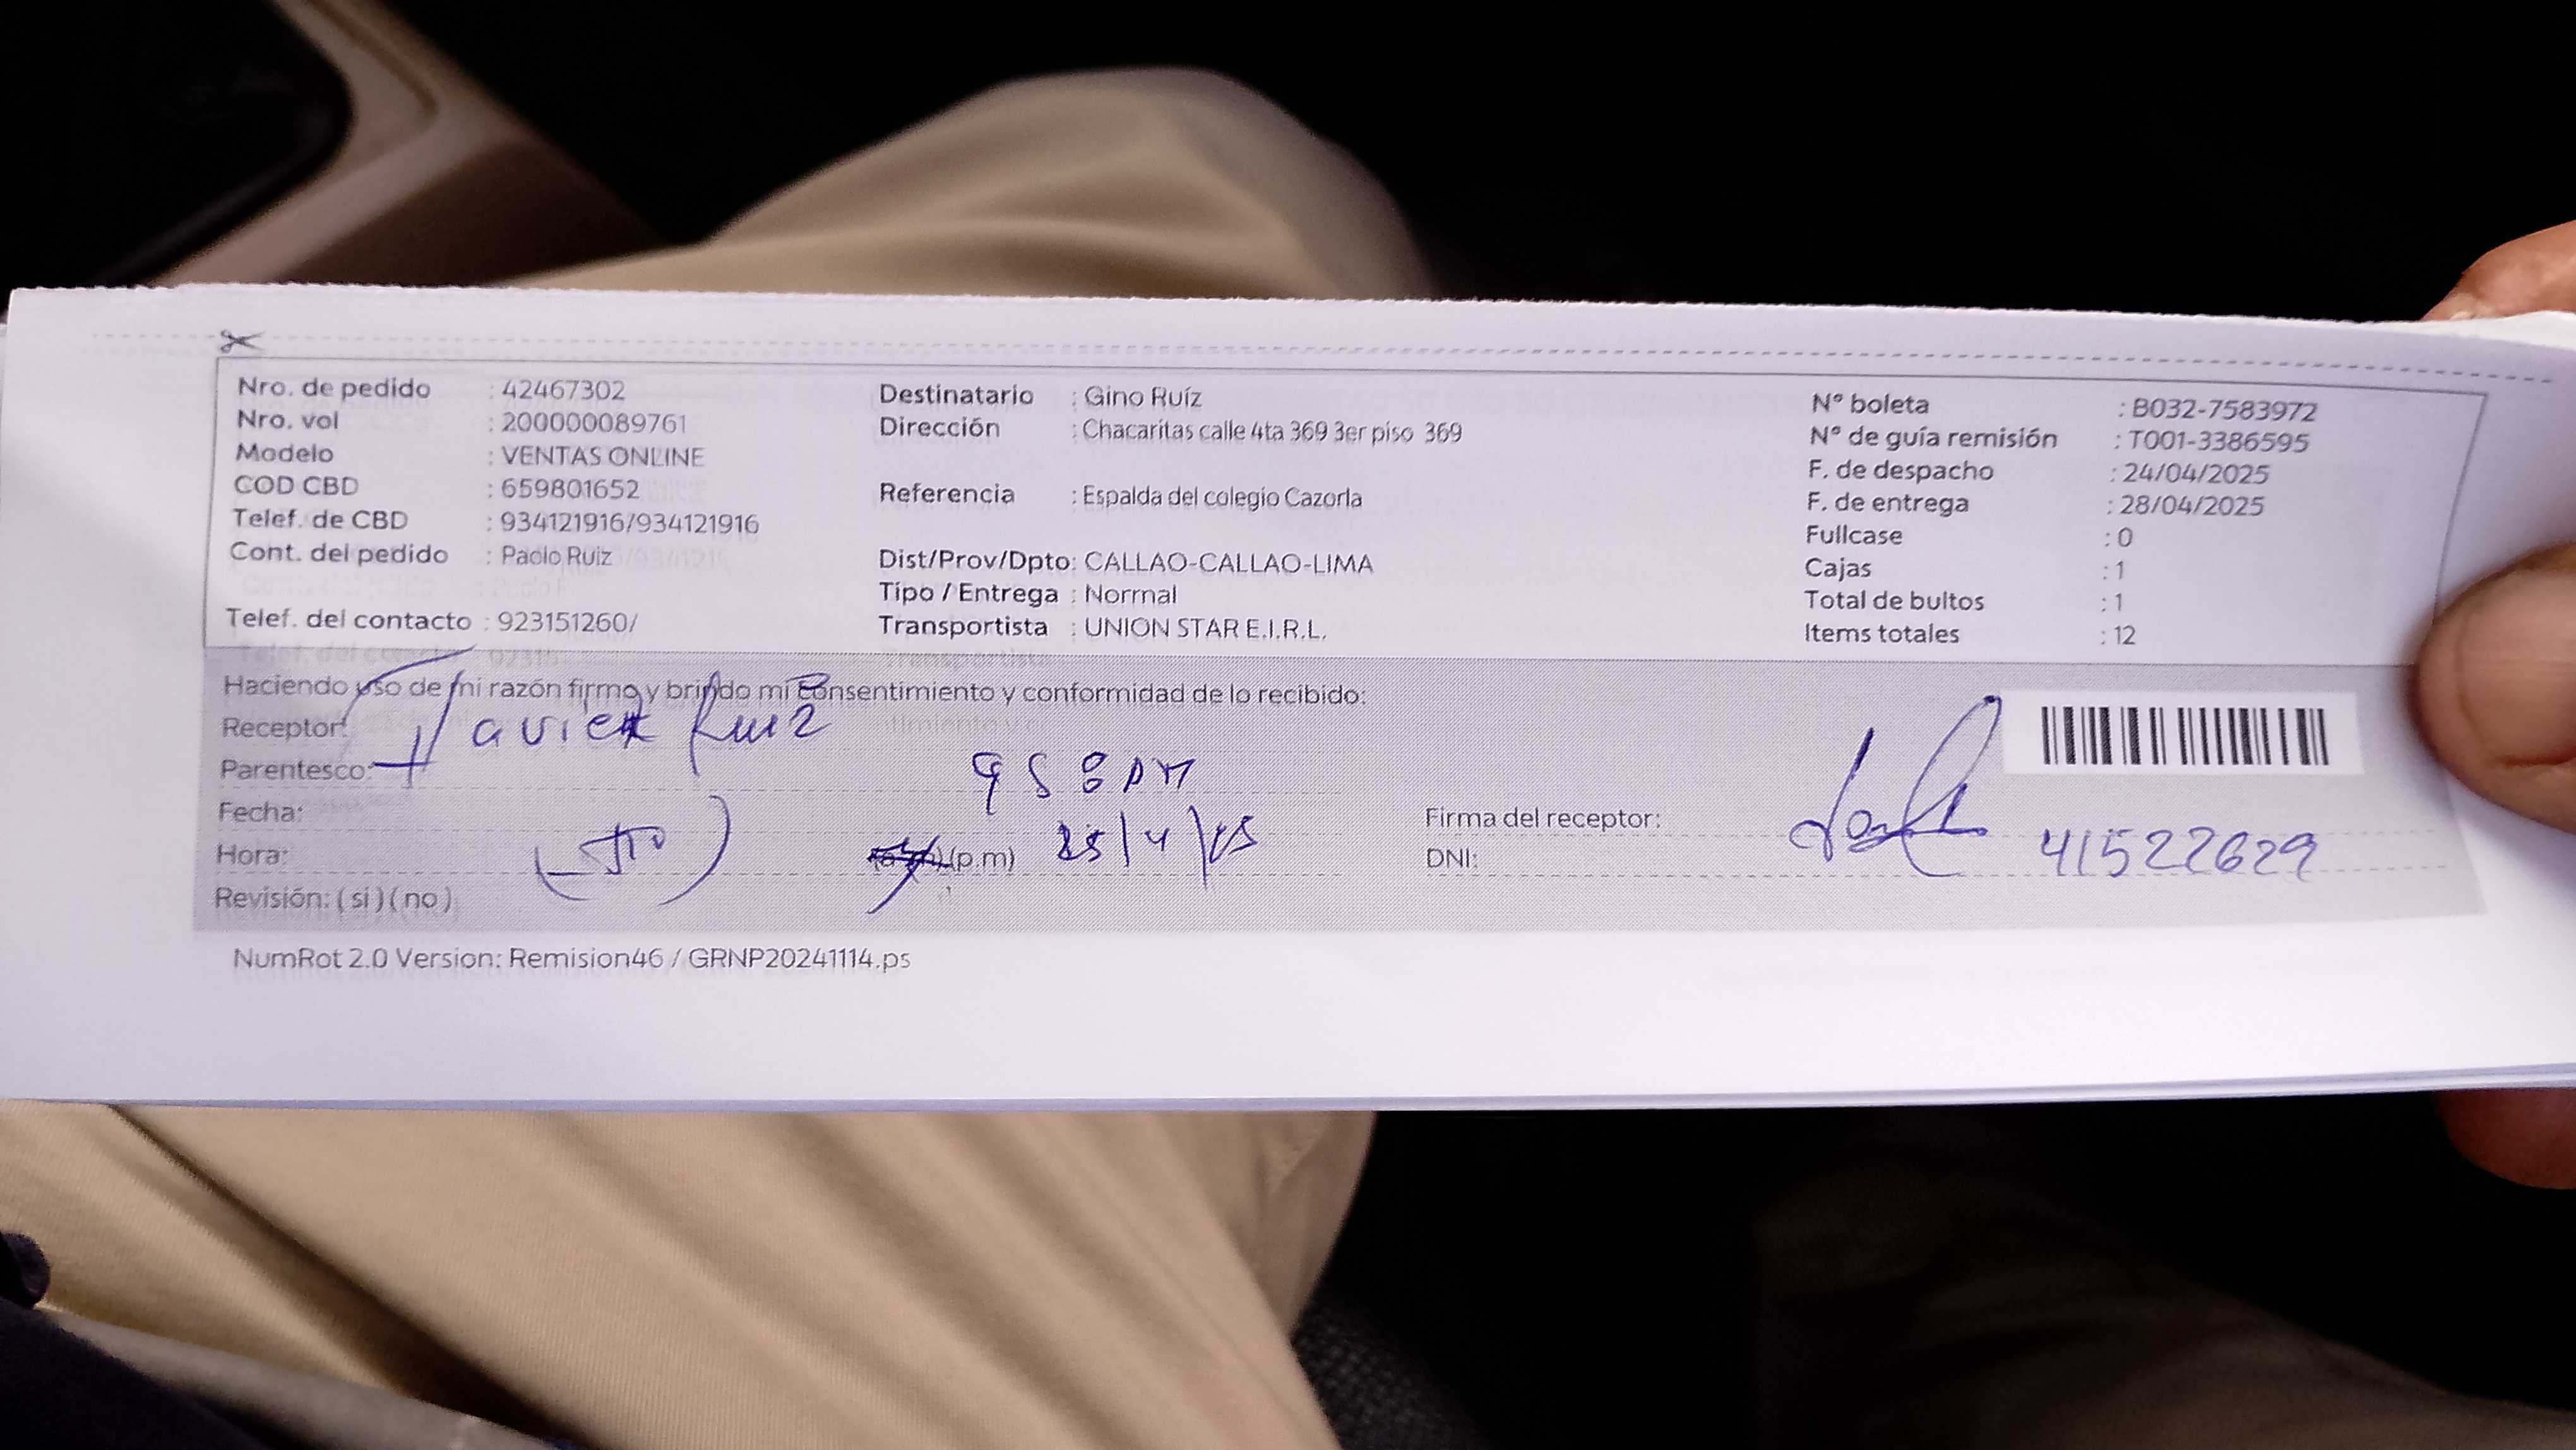 Nro. de pedido : 42467302
Nro. vol : 200000089761
Modelo : VENTAS ONLINE
COD CBD : 659801652
Telef. de CBD : 934121916/934121916
Cont. del pedido : Paolo Ruiz
Telef. del contacto : 923151260/
Destinatario : Gino Ruíz
Dirección : Chacaritas calle 4ta 369 3er piso 369
Referencia : Espalda del colegio Cazorla
Dist/Prov/Dpto: CALLAO-CALLAO-LIMA
Tipo / Entrega : Normal
Transportista : UNION STAR E.I.R.L.
N° boleta : B032-7583972
N° de guía remisión : T001-3386595
F. de despacho : 24/04/2025
F. de entrega : 28/04/2025
Fullcase : 0
Cajas : 1
Total de bultos : 1
Items totales : 12
Haciendo uso de mi razón firmo y brindo mi consentimiento y conformidad de lo recibido:
Receptor: Javier Ruiz
Parentesco:
Fecha:
Hora: (p.m)
Revisión: ( si ) ( no )
Firma del receptor:
DNI: 41522629
NumRot 2.0 Version: Remision46 / GRNP20241114.ps